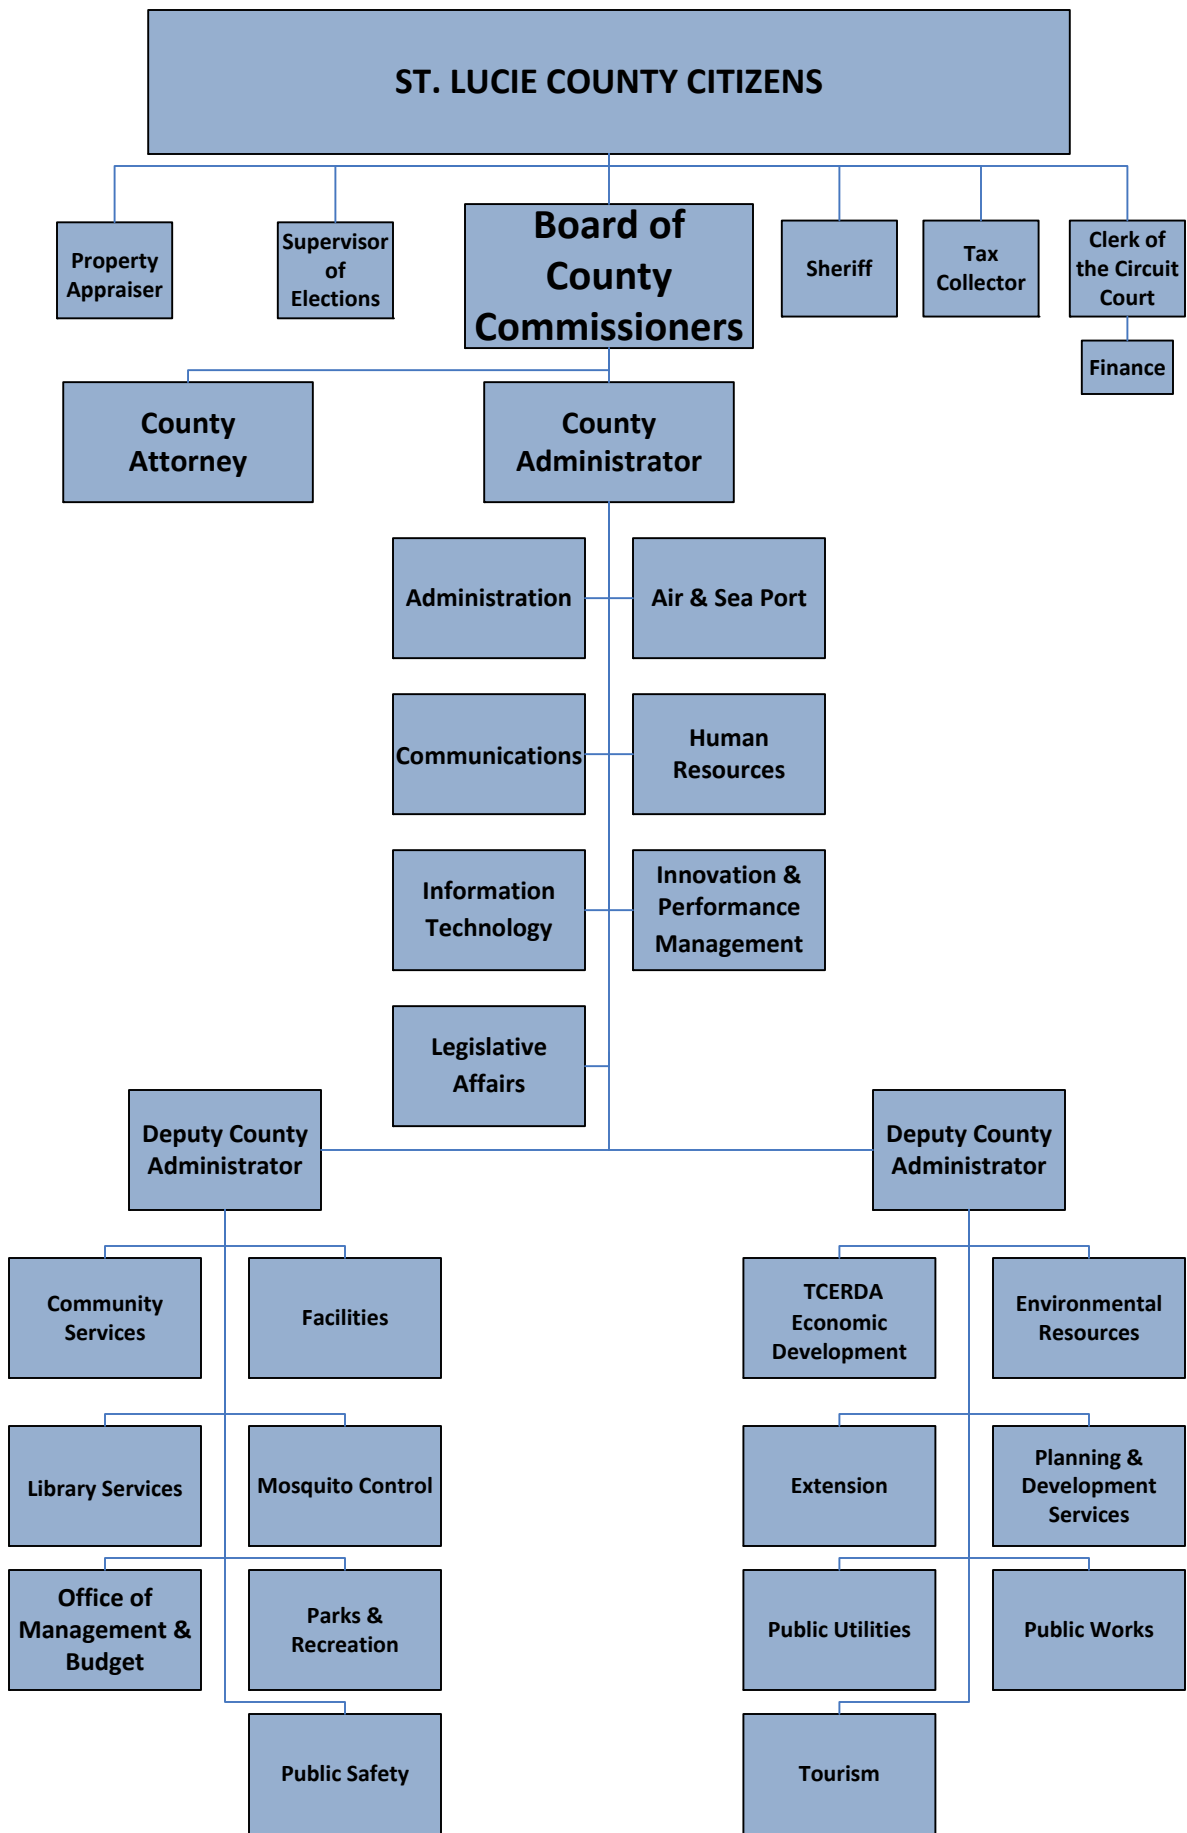 ST. LUCIE COUNTY CITIZENS
Property
Appraiser
Supervisor
of
Elections
Board of
County
Commissioners
Sheriff
Tax
Collector
Clerk of
the Circuit
Court
Finance
County
Attorney
County
Administrator
Administration
Air & Sea Port
Communications
Human
Resources
Information
Technology
Innovation &
Performance
Management
Legislative
Affairs
Deputy County
Administrator
Deputy County
Administrator
Community
Services
Facilities
TCERDA
Economic
Development
Environmental
Resources
Library Services
Mosquito Control
Extension
Planning &
Development
Services
Office of
Management &
Budget
Parks &
Recreation
Public Utilities
Public Works
Public Safety
Tourism